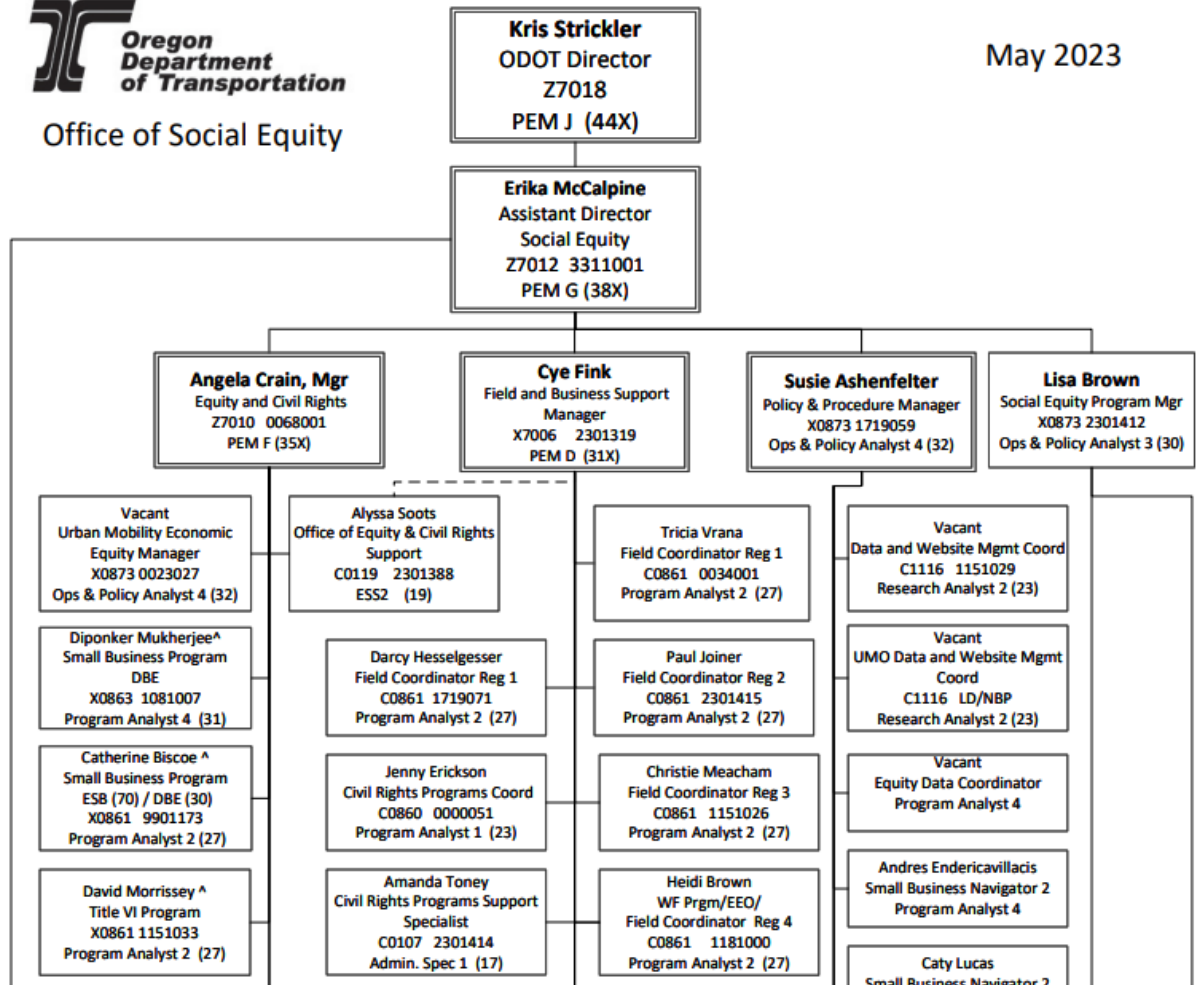 Oregon
Department
of Transportation
Office of Social Equity
May 2023
Kris Strickler
ODOT Director
Z7018
PEM J (44X)
Erika McCalpine
Assistant Director
Social Equity
Z7012 3311001
PEM G (38X)
Angela Crain, Mgr
Equity and Civil Rights
Z7010 0068001
PEM F (35X)
Cye Fink
Field and Business Support
Manager
X7006 2301319
PEM D (31X)
Susie Ashenfelter
Policy & Procedure Manager
X0873 1719059
Ops & Policy Analyst 4 (32)
Lisa Brown
Social Equity Program Mgr
X0873 2301412
Ops & Policy Analyst 3 (30)
Vacant
Urban Mobility Economic
Equity Manager
X0873 0023027
Ops & Policy Analyst 4 (32)
Alyssa Soots
Office of Equity & Civil Rights
Support
C0119 2301388
ESS2 (19)
Tricia Vrana
Field Coordinator Reg 1
C0861 0034001
Program Analyst 2 (27)
Vacant
Data and Website Mgmt Coord
C1116 1151029
Research Analyst 2 (23)
Diponker Mukherjee^
Small Business Program
DBE
X0863 1081007
Program Analyst 4 (31)
Darcy Hesselgesser
Field Coordinator Reg 1
C0861 1719071
Program Analyst 2 (27)
Paul Joiner
Field Coordinator Reg 2
C0861 2301415
Program Analyst 2 (27)
Vacant
UMO Data and Website Mgmt
Coord
C1116 LD/NBP
Research Analyst 2 (23)
Catherine Biscoe ^
Small Business Program
ESB (70) / DBE (30)
X0861 9901173
Program Analyst 2 (27)
Jenny Erickson
Civil Rights Programs Coord
C0860 0000051
Program Analyst 1 (23)
Christie Meacham
Field Coordinator Reg 3
C0861 1151026
Program Analyst 2 (27)
Vacant
Equity Data Coordinator
Program Analyst 4
David Morrissey ^
Title VI Program
X0861 1151033
Program Analyst 2 (27)
Amanda Toney
Civil Rights Programs Support
Specialist
C0107 2301414
Admin. Spec 1 (17)
Heidi Brown
WF Prgm/EEO/
Field Coordinator Reg 4
C0861 1181000
Program Analyst 2 (27)
Andres Endericavillacis
Small Business Navigator 2
Program Analyst 4
Caty Lucas
Small Business Navigator 2